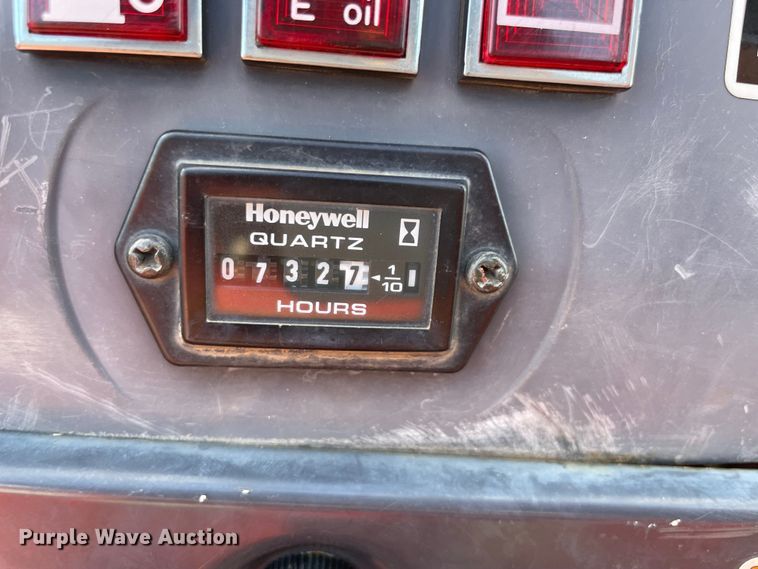 E oil
Honeywell
QUARTZ
0 7 3 2 7 ◄ 1/10
HOURS
Purple Wave Auction®